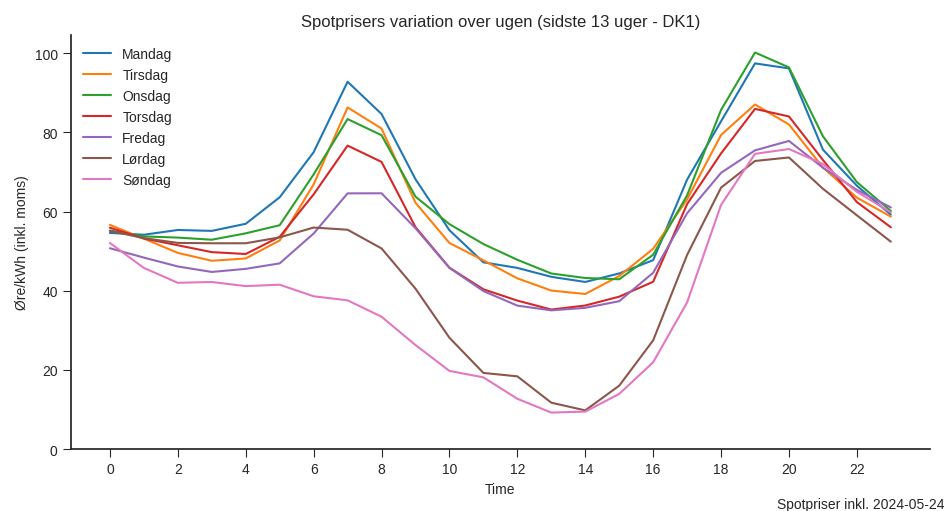 Spotprisers variation over ugen (sidste 13 uger - DK1)
Mandag
Tirsdag
Onsdag
Torsdag
Fredag
Lørdag
Søndag
Øre/kWh (inkl. moms)
100
80
60
40
20
0
0 2 4 6 8 10 12 14 16 18 20 22
Time
Spotpriser inkl. 2024-05-24